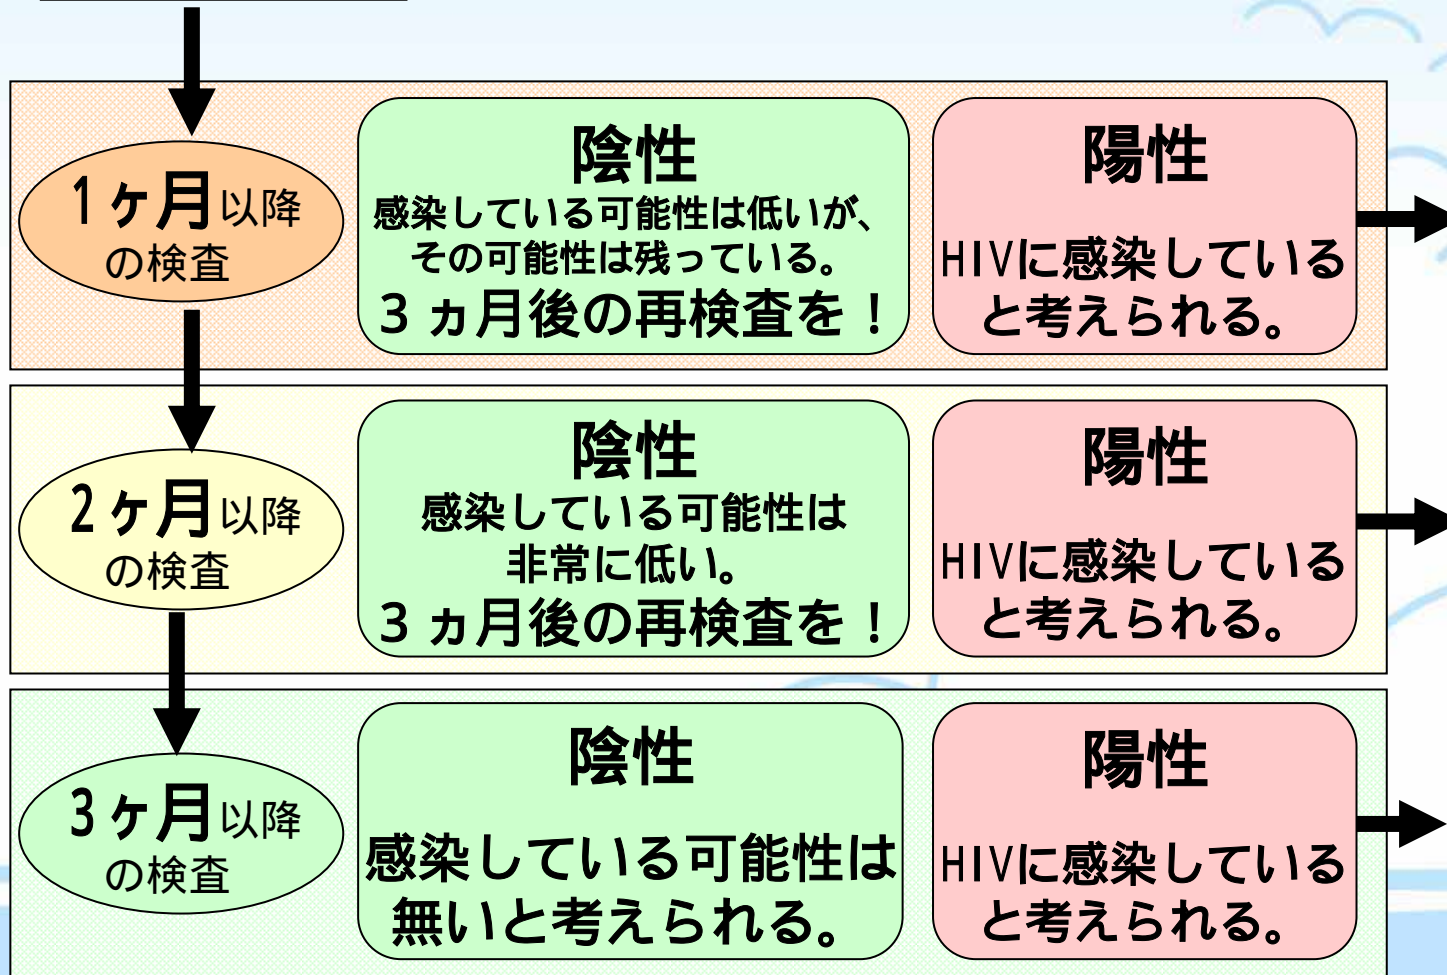 1ヶ月以降
の検査
陰性
感染している可能性は低いが、
その可能性は残っている。
3ヵ月後の再検査を！
陽性
HIVに感染している
と考えられる。
2ヶ月以降
の検査
陰性
感染している可能性は
非常に低い。
3ヵ月後の再検査を！
陽性
HIVに感染している
と考えられる。
3ヶ月以降
の検査
陰性
感染している可能性は
無いと考えられる。
陽性
HIVに感染している
と考えられる。